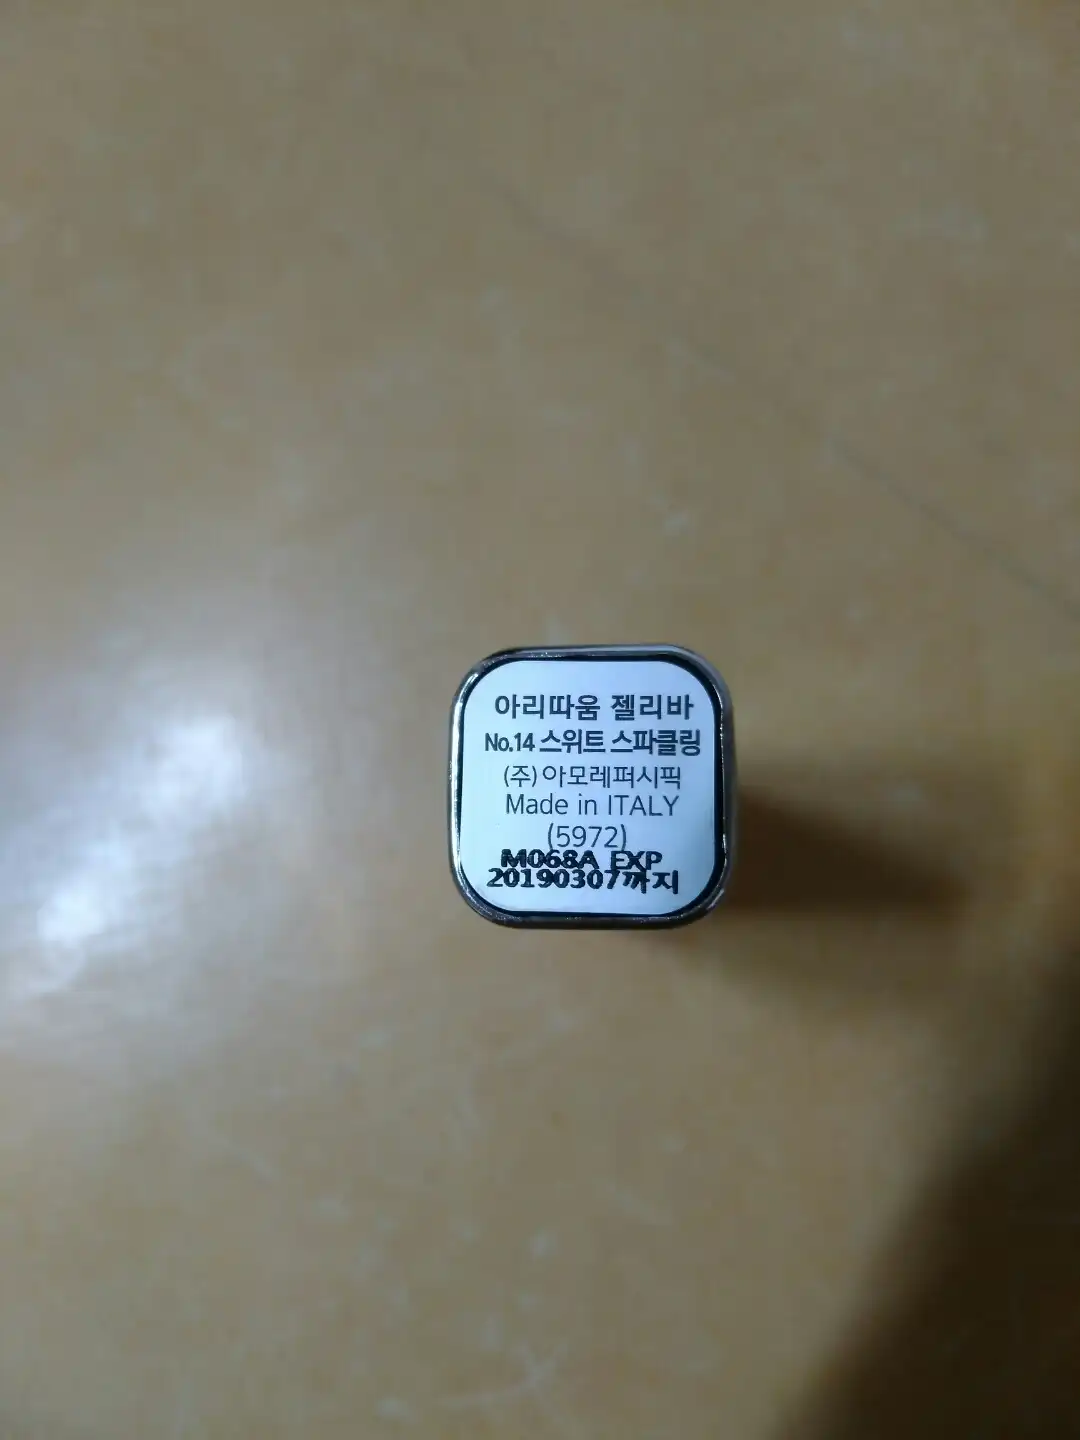 아리따움 젤리바
No.14 스위트 스파클링
(주)아모레퍼시픽
Made in ITALY
(5972)
M068A EXP
20190307까지